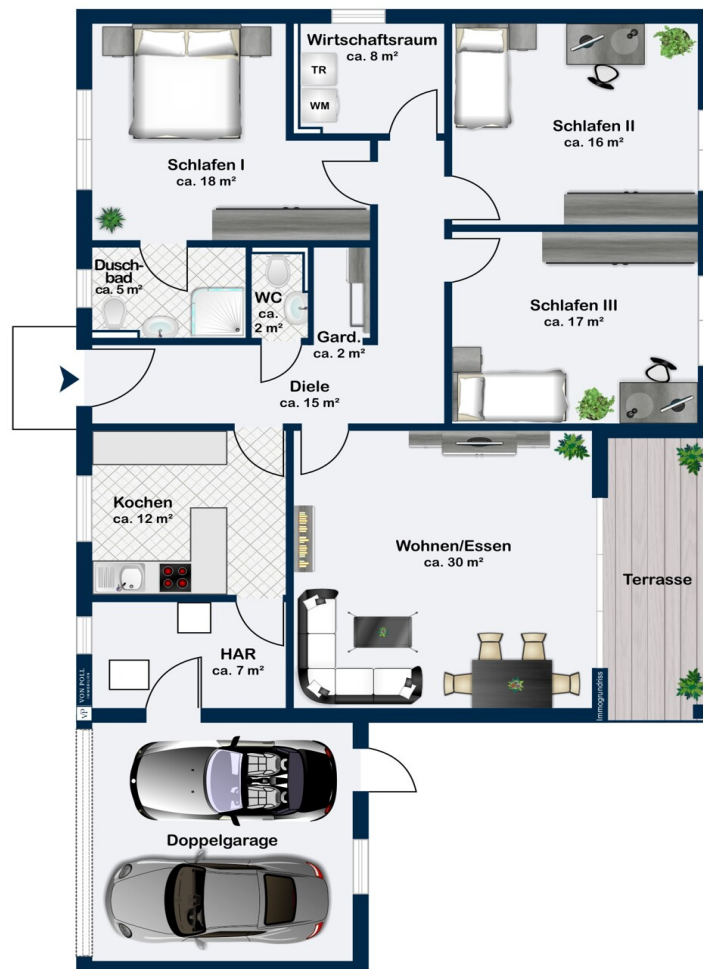 Wirtschaftsraum
ca. 8 m²
TR
WM
Schlafen I
ca. 18 m²
Schlafen II
ca. 16 m²
Dusch-
bad
ca. 5 m²
WC
ca.
2 m²
Gard.
ca. 2 m²
Schlafen III
ca. 17 m²
Diele
ca. 15 m²
Kochen
ca. 12 m²
Wohnen/Essen
ca. 30 m²
Terrasse
HAR
ca. 7 m²
VP
VON POLL
IMMOBILIEN
Immogrundriss
Doppelgarage